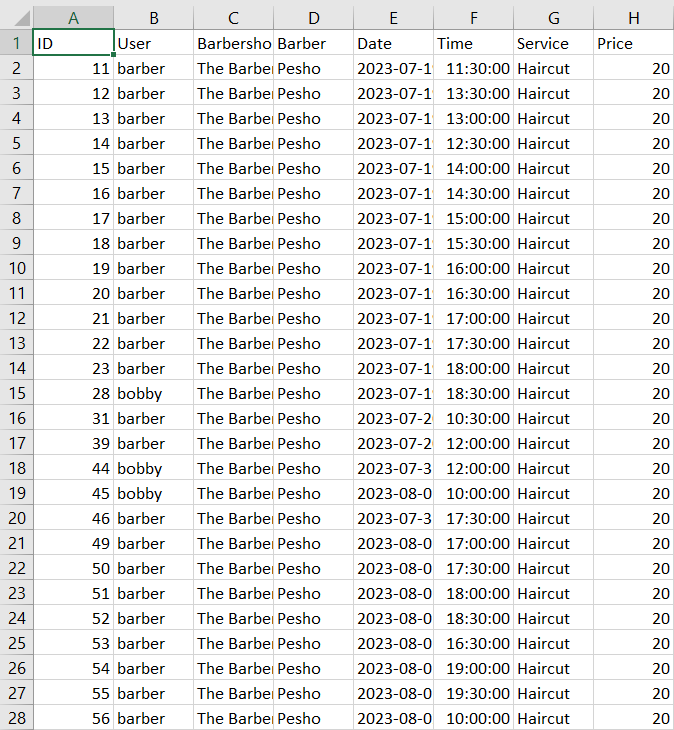 A B C D E F G H
1 ID User Barbersho Barber Date Time Service Price
2 11 barber The Barbe Pesho 2023-07-1 11:30:00 Haircut 20
3 12 barber The Barbe Pesho 2023-07-1 13:30:00 Haircut 20
4 13 barber The Barbe Pesho 2023-07-1 13:00:00 Haircut 20
5 14 barber The Barbe Pesho 2023-07-1 12:30:00 Haircut 20
6 15 barber The Barbe Pesho 2023-07-1 14:00:00 Haircut 20
7 16 barber The Barbe Pesho 2023-07-1 14:30:00 Haircut 20
8 17 barber The Barbe Pesho 2023-07-1 15:00:00 Haircut 20
9 18 barber The Barbe Pesho 2023-07-1 15:30:00 Haircut 20
10 19 barber The Barbe Pesho 2023-07-1 16:00:00 Haircut 20
11 20 barber The Barbe Pesho 2023-07-1 16:30:00 Haircut 20
12 21 barber The Barbe Pesho 2023-07-1 17:00:00 Haircut 20
13 22 barber The Barbe Pesho 2023-07-1 17:30:00 Haircut 20
14 23 barber The Barbe Pesho 2023-07-1 18:00:00 Haircut 20
15 28 bobby The Barbe Pesho 2023-07-1 18:30:00 Haircut 20
16 31 barber The Barbe Pesho 2023-07-2 10:30:00 Haircut 20
17 39 barber The Barbe Pesho 2023-07-2 12:00:00 Haircut 20
18 44 bobby The Barbe Pesho 2023-07-3 12:00:00 Haircut 20
19 45 bobby The Barbe Pesho 2023-08-0 10:00:00 Haircut 20
20 46 barber The Barbe Pesho 2023-07-3 17:30:00 Haircut 20
21 49 barber The Barbe Pesho 2023-08-0 17:00:00 Haircut 20
22 50 barber The Barbe Pesho 2023-08-0 17:30:00 Haircut 20
23 51 barber The Barbe Pesho 2023-08-0 18:00:00 Haircut 20
24 52 barber The Barbe Pesho 2023-08-0 18:30:00 Haircut 20
25 53 barber The Barbe Pesho 2023-08-0 16:30:00 Haircut 20
26 54 barber The Barbe Pesho 2023-08-0 19:00:00 Haircut 20
27 55 barber The Barbe Pesho 2023-08-0 19:30:00 Haircut 20
28 56 barber The Barbe Pesho 2023-08-0 10:00:00 Haircut 20